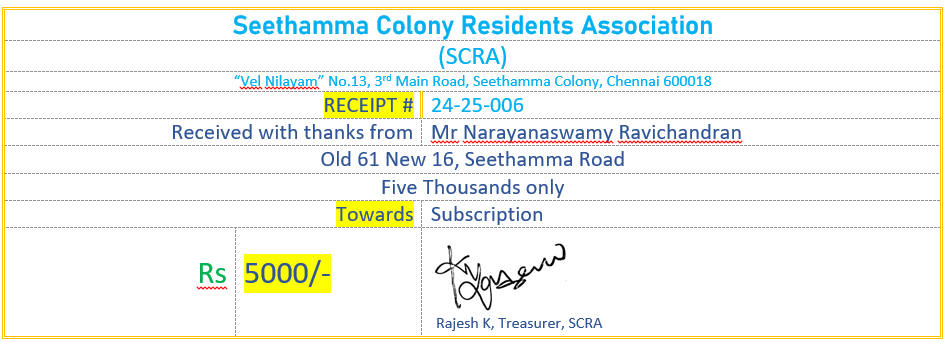 Seethamma Colony Residents Association
(SCRA)
“Vel Nilayam” No.13, 3rd Main Road, Seethamma Colony, Chennai 600018
RECEIPT # 24-25-006
Received with thanks from Mr Narayanaswamy Ravichandran
Old 61 New 16, Seethamma Road
Five Thousands only
Towards Subscription
Rs 5000/-
Rajesh K, Treasurer, SCRA